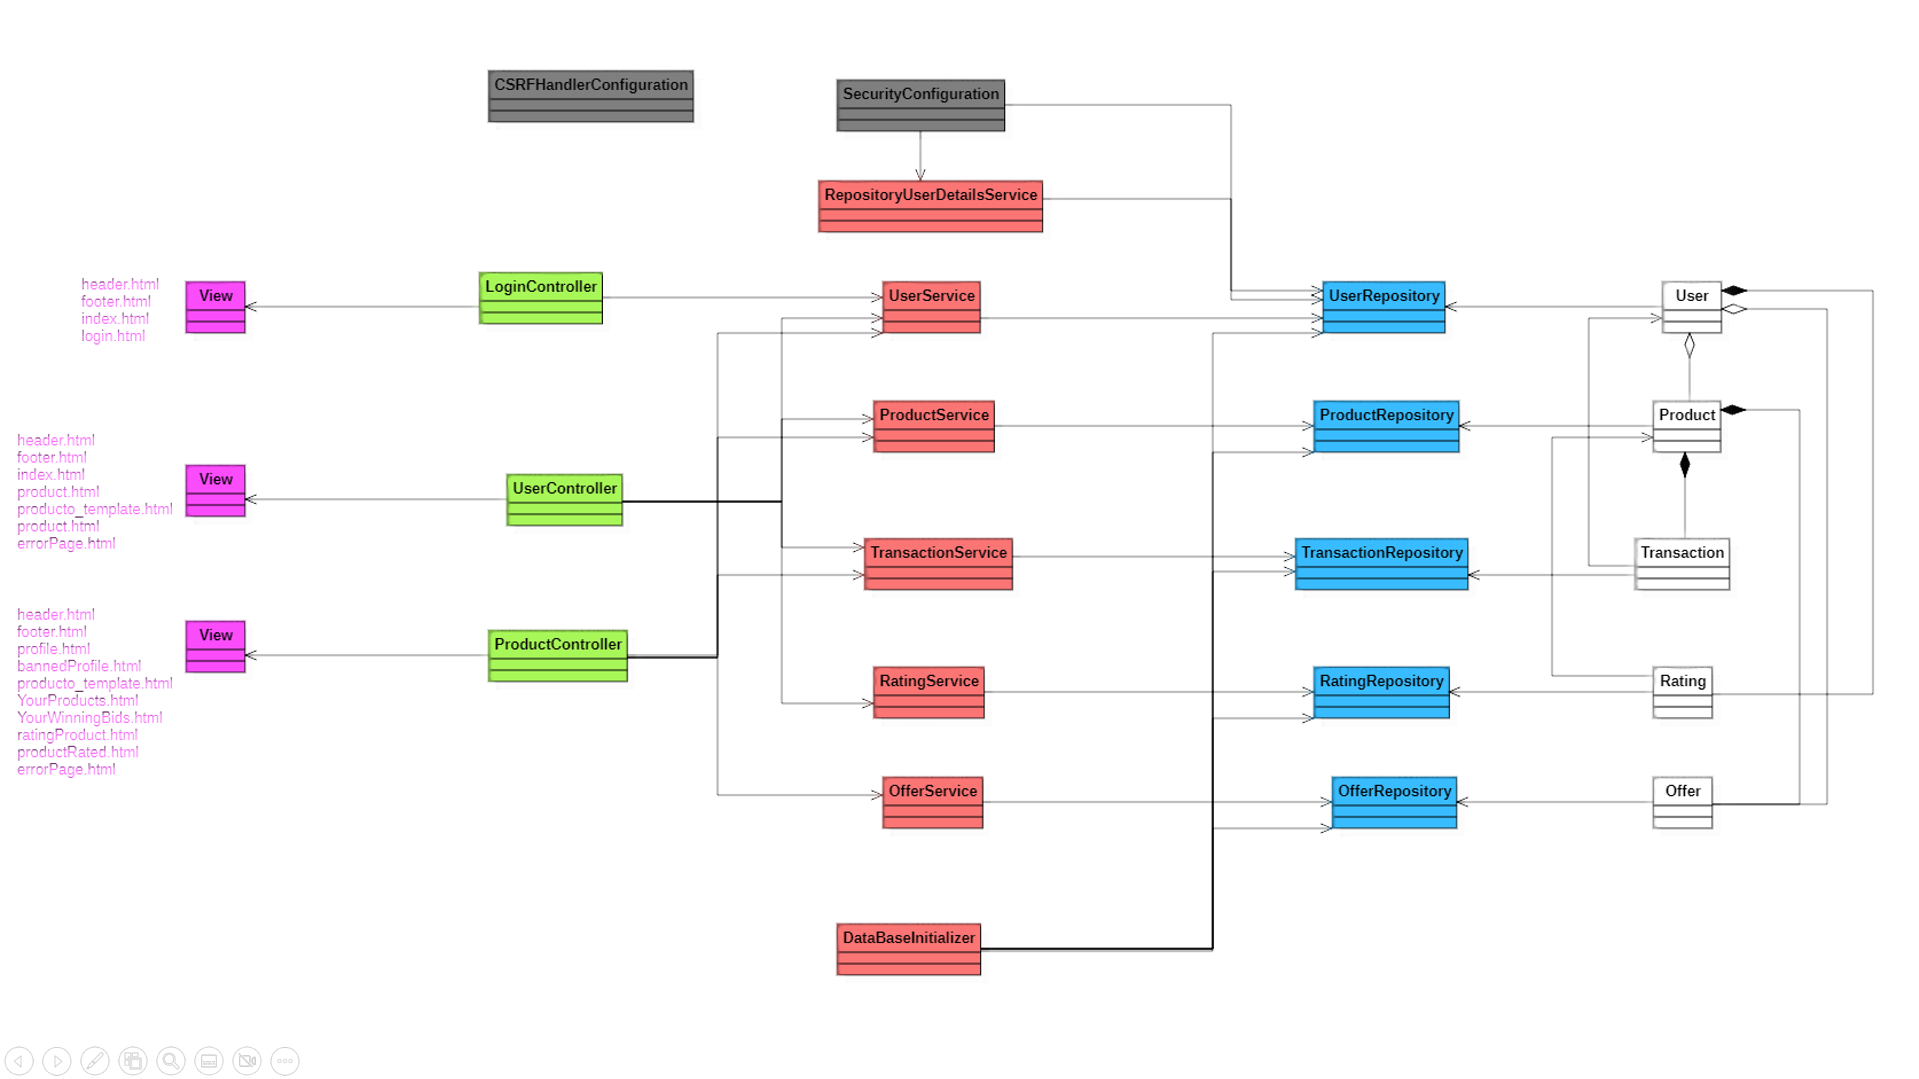 CSRFHandlerConfiguration
SecurityConfiguration
RepositoryUserDetailsService
header.html
footer.html
index.html
login.html
View
LoginController
UserService
UserRepository
User
ProductService
ProductRepository
Product
header.html
footer.html
index.html
product.html
producto_template.html
product.html
errorPage.html
View
UserController
TransactionService
TransactionRepository
Transaction
header.html
footer.html
profile.html
bannedProfile.html
producto_template.html
YourProducts.html
YourWinningBids.html
ratingProduct.html
productRated.html
errorPage.html
View
ProductController
RatingService
RatingRepository
Rating
OfferService
OfferRepository
Offer
DataBaseInitializer